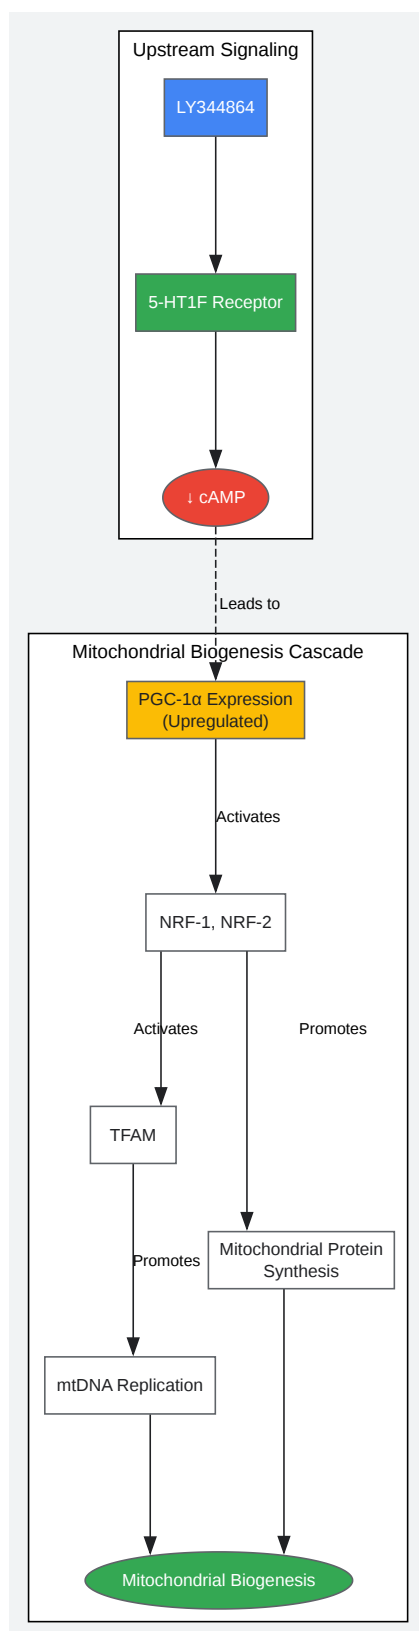 Upstream Signaling
LY344864
5-HT1F Receptor
↓ cAMP
Leads to
Mitochondrial Biogenesis Cascade
PGC-1α Expression
(Upregulated)
Activates
NRF-1, NRF-2
Activates
Promotes
TFAM
Mitochondrial Protein
Synthesis
Promotes
mtDNA Replication
Mitochondrial Biogenesis